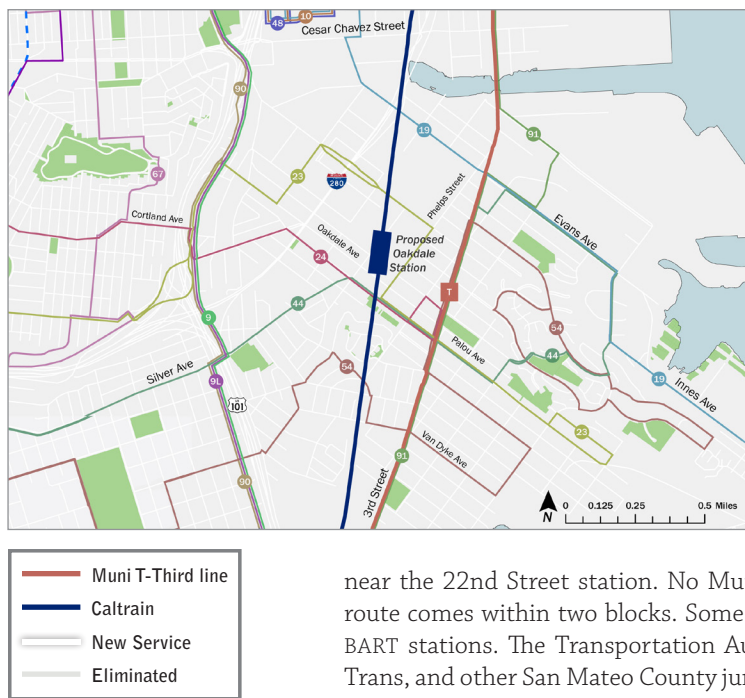 48
10
Cesar Chavez Street
90
19
91
67
23
INTERSTATE
280
Phelps Street
Cortland Ave
Evans Ave
Oakdale Ave
Proposed
Oakdale
Station
24
44
T
9
54
Palou Ave
44
Silver Ave
54
19
Innes Ave
9L
101
23
Van Dyke Ave
90
91
3rd Street
N
0 0.125 0.25 0.5 Miles
Muni T-Third line
Caltrain
New Service
Eliminated
near the 22nd Street station. No Mu
route comes within two blocks. Some
BART stations. The Transportation Au
Trans, and other San Mateo County ju